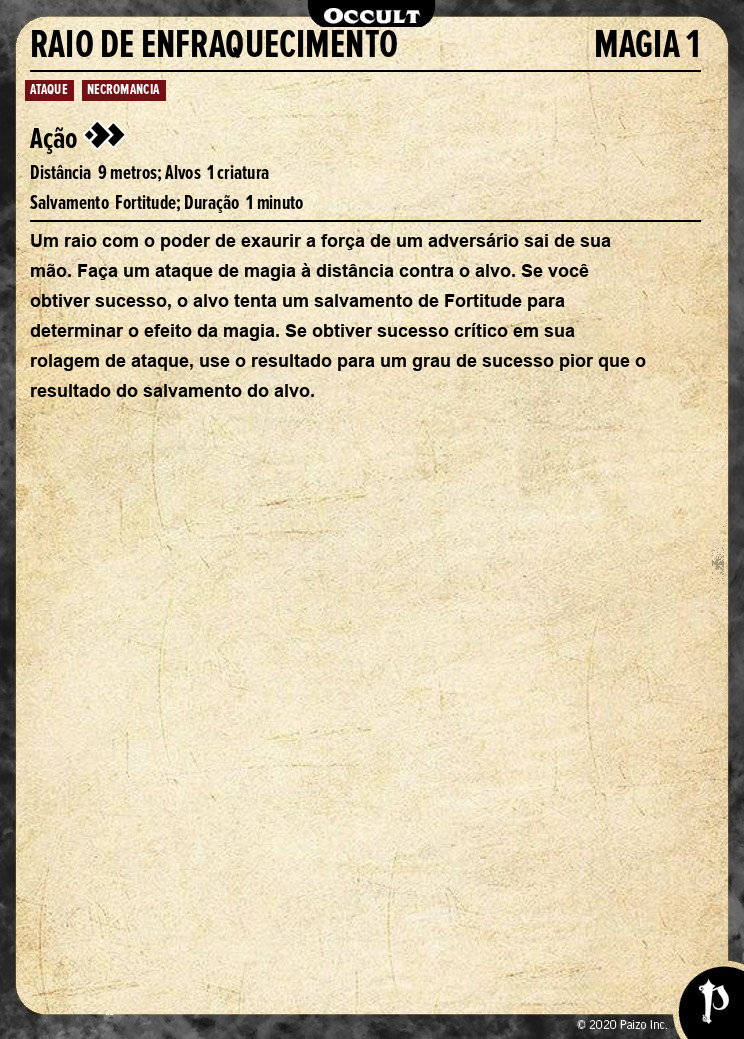 OCCULT
RAIO DE ENFRAQUECIMENTO MAGIA 1
ATAQUE NECROMANCIA
Ação
Distância 9 metros; Alvos 1 criatura
Salvamento Fortitude; Duração 1 minuto
Um raio com o poder de exaurir a força de um adversário sai de sua
mão. Faça um ataque de magia à distância contra o alvo. Se você
obtiver sucesso, o alvo tenta um salvamento de Fortitude para
determinar o efeito da magia. Se obtiver sucesso crítico em sua
rolagem de ataque, use o resultado para um grau de sucesso pior que o
resultado do salvamento do alvo.
© 2020 Paizo Inc.
P